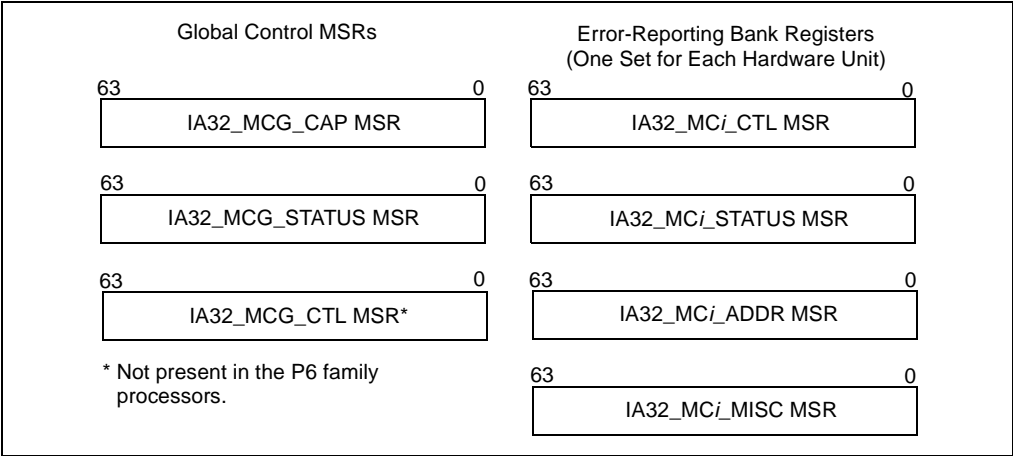 Global Control MSRs
63 0
IA32_MCG_CAP MSR
63 0
IA32_MCG_STATUS MSR
63 0
IA32_MCG_CTL MSR*
* Not present in the P6 family
processors.
Error-Reporting Bank Registers
(One Set for Each Hardware Unit)
63 0
IA32_MCi_CTL MSR
63 0
IA32_MCi_STATUS MSR
63 0
IA32_MCi_ADDR MSR
63 0
IA32_MCi_MISC MSR